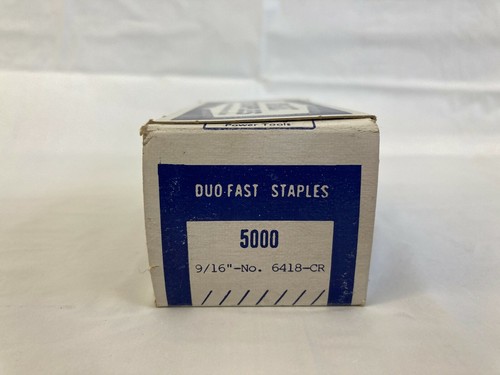 Power Tools
DUO-FAST STAPLES
5000
9/16"-No. 6418-CR